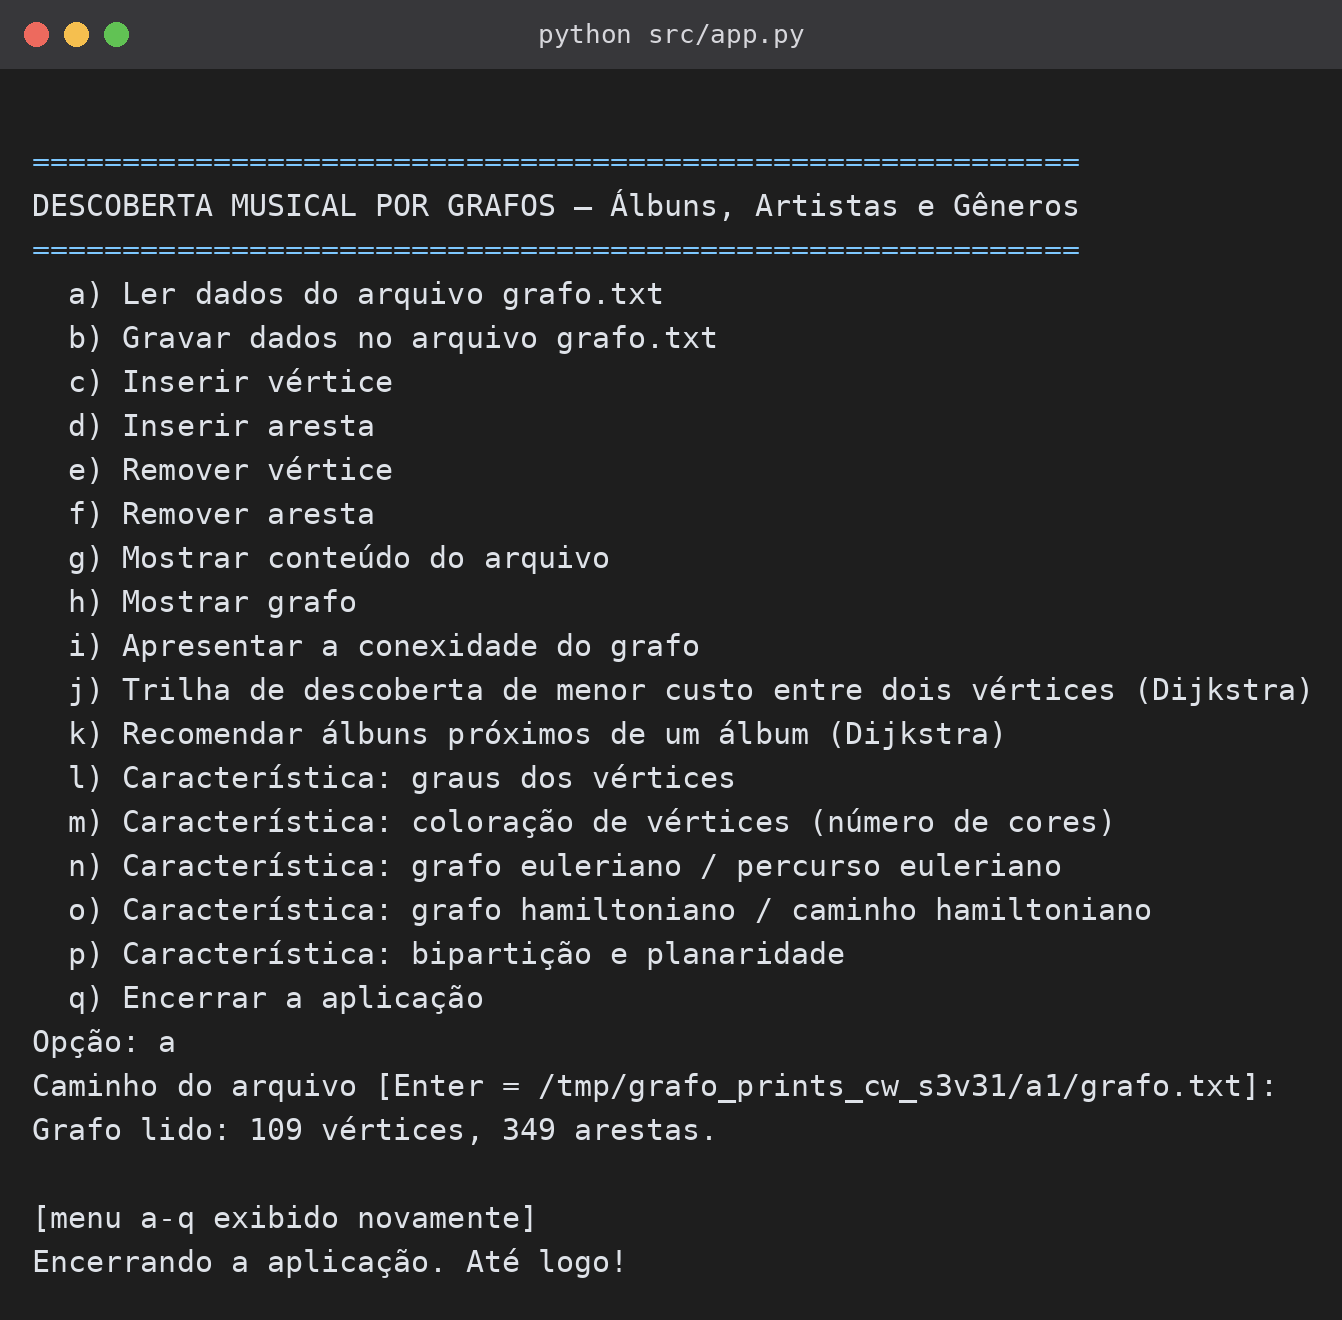 python src/app.py
==========================================================
DESCOBERTA MUSICAL POR GRAFOS — Álbuns, Artistas e Gêneros
==========================================================
a) Ler dados do arquivo grafo.txt
b) Gravar dados no arquivo grafo.txt
c) Inserir vértice
d) Inserir aresta
e) Remover vértice
f) Remover aresta
g) Mostrar conteúdo do arquivo
h) Mostrar grafo
i) Apresentar a conexidade do grafo
j) Trilha de descoberta de menor custo entre dois vértices (Dijkstra)
k) Recomendar álbuns próximos de um álbum (Dijkstra)
l) Característica: graus dos vértices
m) Característica: coloração de vértices (número de cores)
n) Característica: grafo euleriano / percurso euleriano
o) Característica: grafo hamiltoniano / caminho hamiltoniano
p) Característica: bipartição e planaridade
q) Encerrar a aplicação
Opção: a
Caminho do arquivo [Enter = /tmp/grafo_prints_cw_s3v31/a1/grafo.txt]:
Grafo lido: 109 vértices, 349 arestas.
[menu a-q exibido novamente]
Encerrando a aplicação. Até logo!